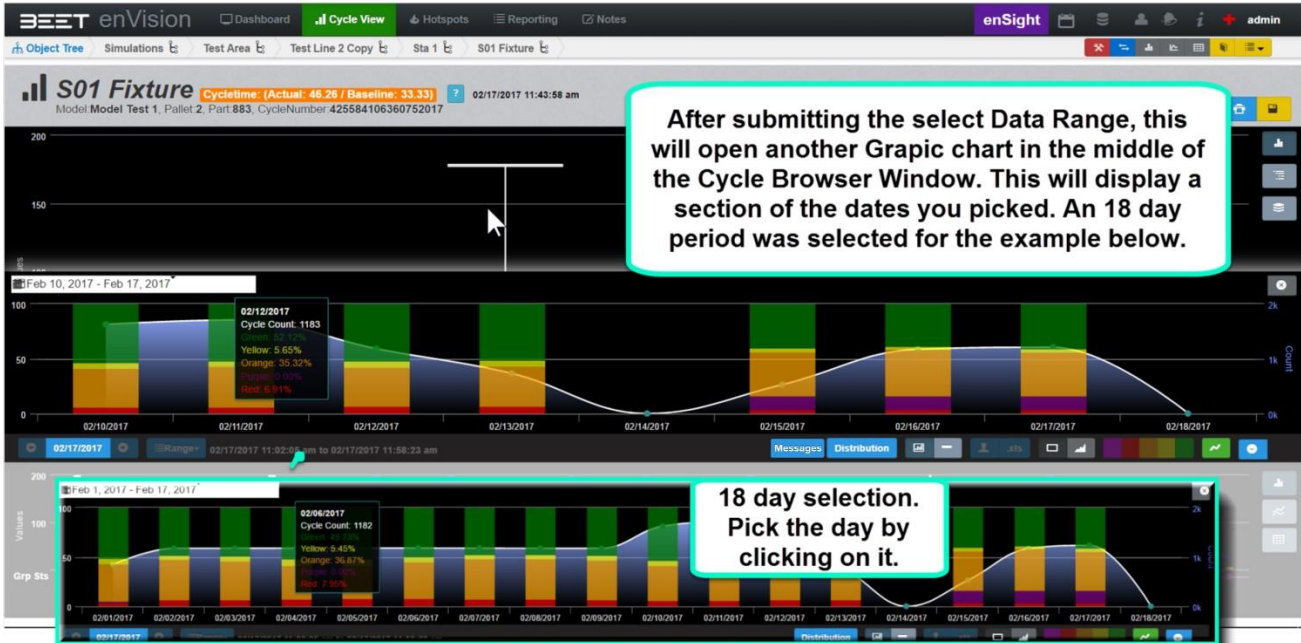 BEET enVision Dashboard Cycle View Hotspots Reporting Notes enSight admin
Object Tree Simulations Test Area Test Line 2 Copy Sta 1 S01 Fixture
S01 Fixture Cycletime: (Actual: 46.26 / Baseline: 33.33) ? 02/17/2017 11:43:58 am
Model:Model Test 1, Pallet:2, Part:883, CycleNumber:425584106360752017
After submitting the select Data Range, this
will open another Grapic chart in the middle of
the Cycle Browser Window. This will display a
section of the dates you picked. An 18 day
period was selected for the example below.
200
150
Feb 10, 2017 - Feb 17, 2017
100 2k
02/12/2017
Cycle Count: 1183
Green: 52.12%
Yellow: 5.65%
Orange: 35.32%
Purple: 0.00%
Red: 6.91%
50 1k
Count
0 0k
02/10/2017 02/11/2017 02/12/2017 02/13/2017 02/14/2017 02/15/2017 02/16/2017 02/17/2017 02/18/2017
02/17/2017 Range 02/17/2017 11:02:05 am to 02/17/2017 11:58:23 am Messages Distribution .xls
200
Values
100
Grp Sts
Feb 1, 2017 - Feb 17, 2017
18 day selection.
Pick the day by
clicking on it.
100 2k
02/06/2017
Cycle Count: 1182
Yellow: 5.45%
Orange: 36.87%
Red: 7.95%
50 1k
Count
0 0k
02/01/2017 02/02/2017 02/03/2017 02/04/2017 02/05/2017 02/06/2017 02/07/2017 02/08/2017 02/09/2017 02/10/2017 02/11/2017 02/12/2017 02/13/2017 02/14/2017 02/15/2017 02/16/2017 02/17/2017 02/18/2017
02/17/2017 Range Distribution